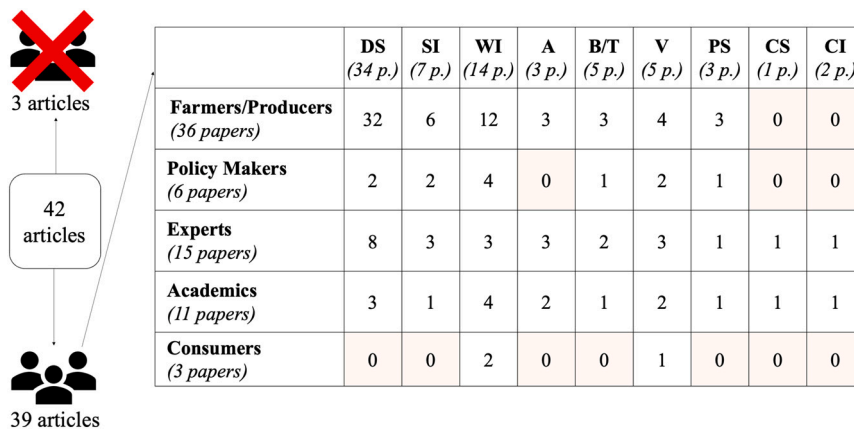 3 articles
42
articles
39 articles
DS SI WI A B/T V PS CS CI
(34 p.) (7 p.) (14 p.) (3 p.) (5 p.) (5 p.) (3 p.) (1 p.) (2 p.)
Farmers/Producers
(36 papers)
32 6 12 3 3 4 3 0 0
Policy Makers
(6 papers)
2 2 4 0 1 2 1 0 0
Experts
(15 papers)
8 3 3 3 2 3 1 1 1
Academics
(11 papers)
3 1 4 2 1 2 1 1 1
Consumers
(3 papers)
0 0 2 0 0 1 0 0 0